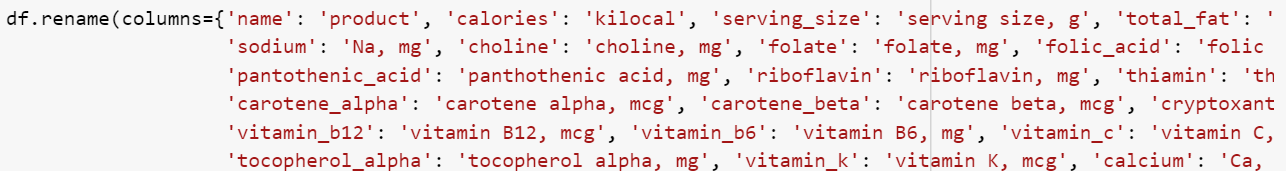 df.rename(columns={'name': 'product', 'calories': 'kilocal', 'serving_size': 'serving size, g', 'total_fat': '
'sodium': 'Na, mg', 'choline': 'choline, mg', 'folate': 'folate, mg', 'folic_acid': 'folic
'pantothenic_acid': 'panthothenic acid, mg', 'riboflavin': 'riboflavin, mg', 'thiamin': 'th
'carotene_alpha': 'carotene alpha, mcg', 'carotene_beta': 'carotene beta, mcg', 'cryptoxant
'vitamin_b12': 'vitamin B12, mcg', 'vitamin_b6': 'vitamin B6, mg', 'vitamin_c': 'vitamin C,
'tocopherol_alpha': 'tocopherol alpha, mg', 'vitamin_k': 'vitamin K, mcg', 'calcium': 'Ca,